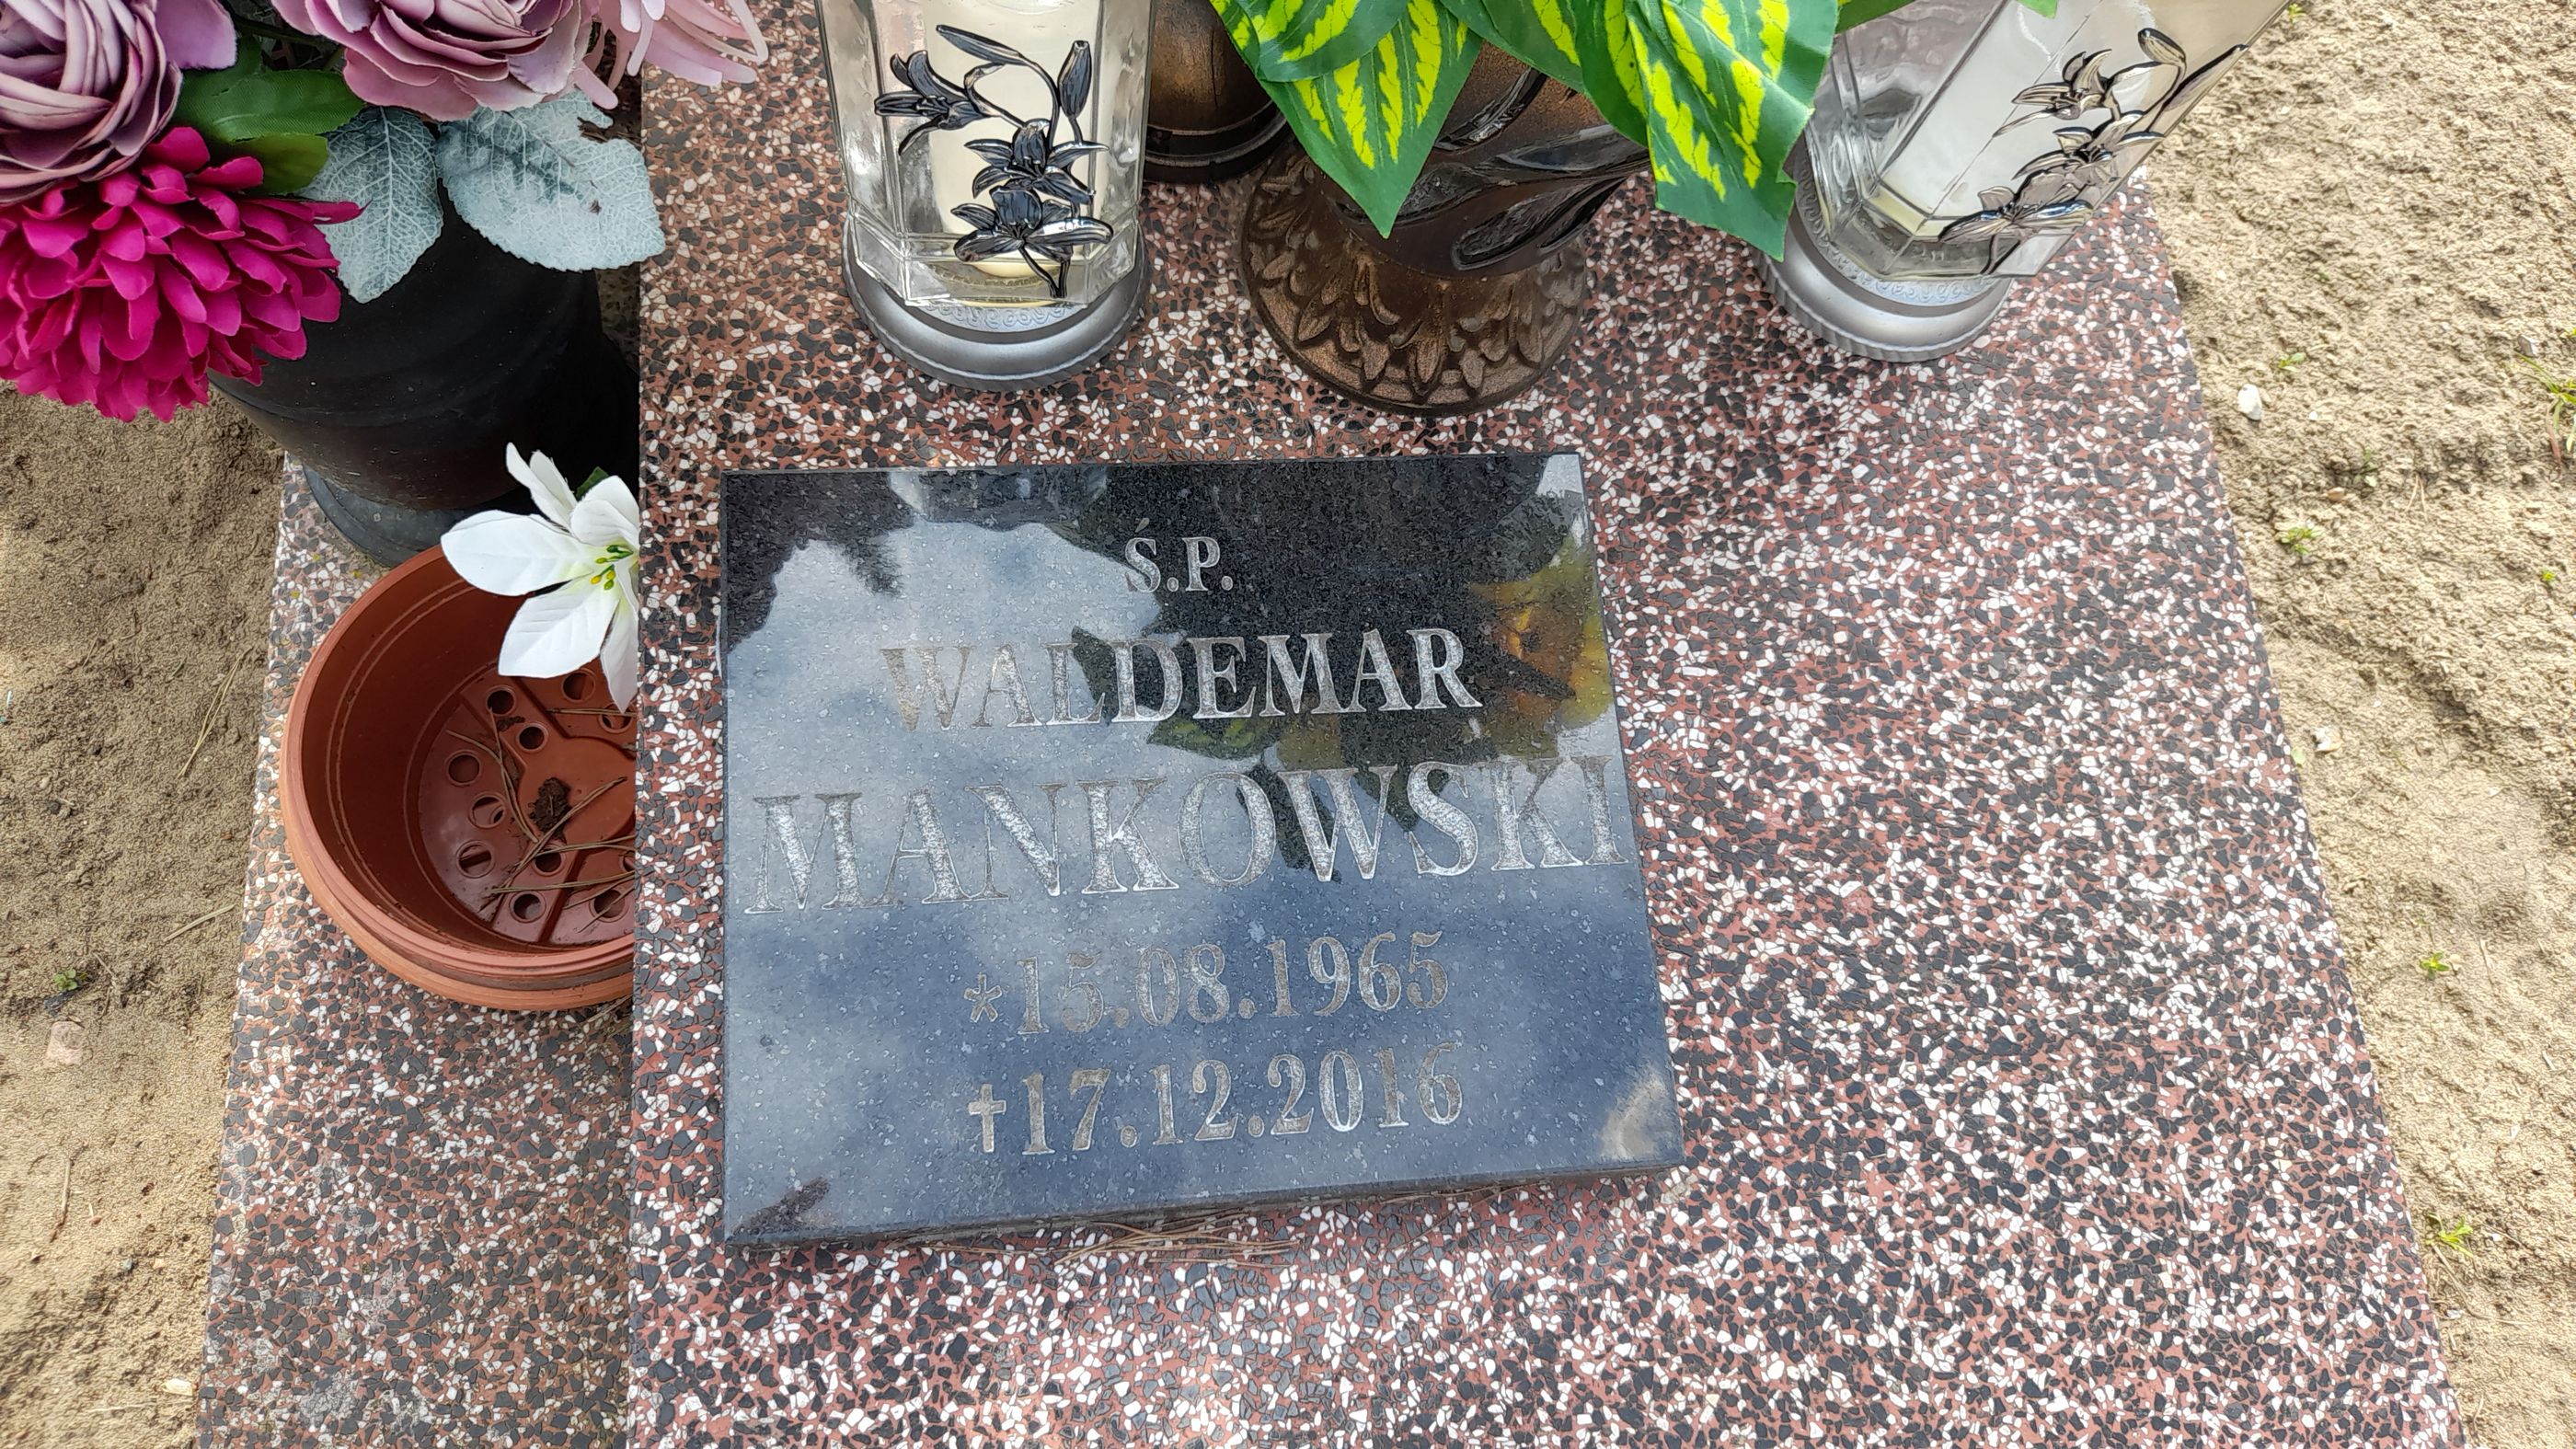 Ś.P.
WALDEMAR
MANKOWSKI
*15.08.1965
✝17.12.2016